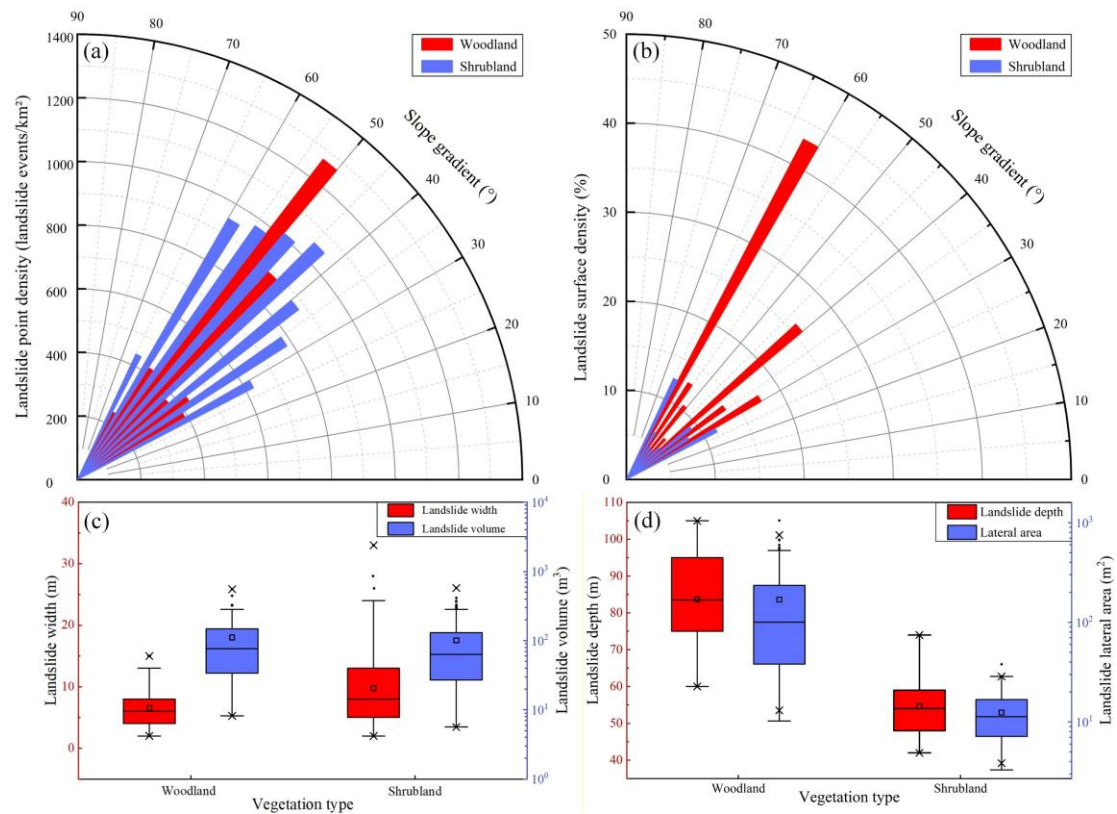 (a)
Woodland
Shrubland
90
80
70
60
50
40
30
20
10
0
Slope gradient (°)
1400
1200
1000
800
600
400
200
0
Landslide point density (landslide events/km²)
(b)
Woodland
Shrubland
90
80
70
60
50
40
30
20
10
0
Slope gradient (°)
50
40
30
20
10
0
Landslide surface density (%)
(c)
Landslide width
Landslide volume
40
30
20
10
0
Landslide width (m)
10⁴
10³
10²
10¹
10⁰
Landslide volume (m³)
Woodland
Shrubland
Vegetation type
(d)
Landslide depth
Lateral area
110
100
90
80
70
60
50
40
Landslide depth (m)
10³
10²
10¹
Landslide lateral area (m²)
Woodland
Shrubland
Vegetation type